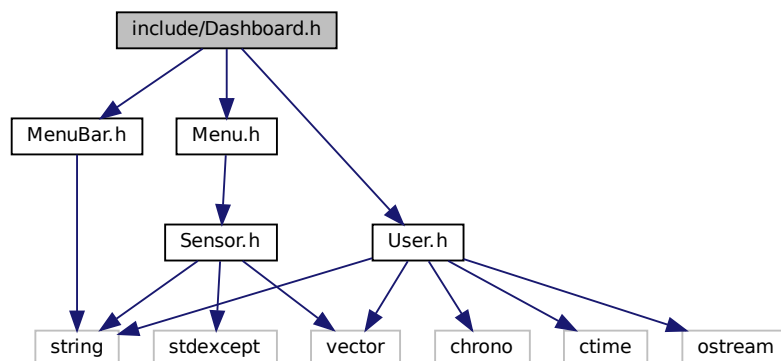 include/Dashboard.h
MenuBar.h
Menu.h
Sensor.h
User.h
string
stdexcept
vector
chrono
ctime
ostream